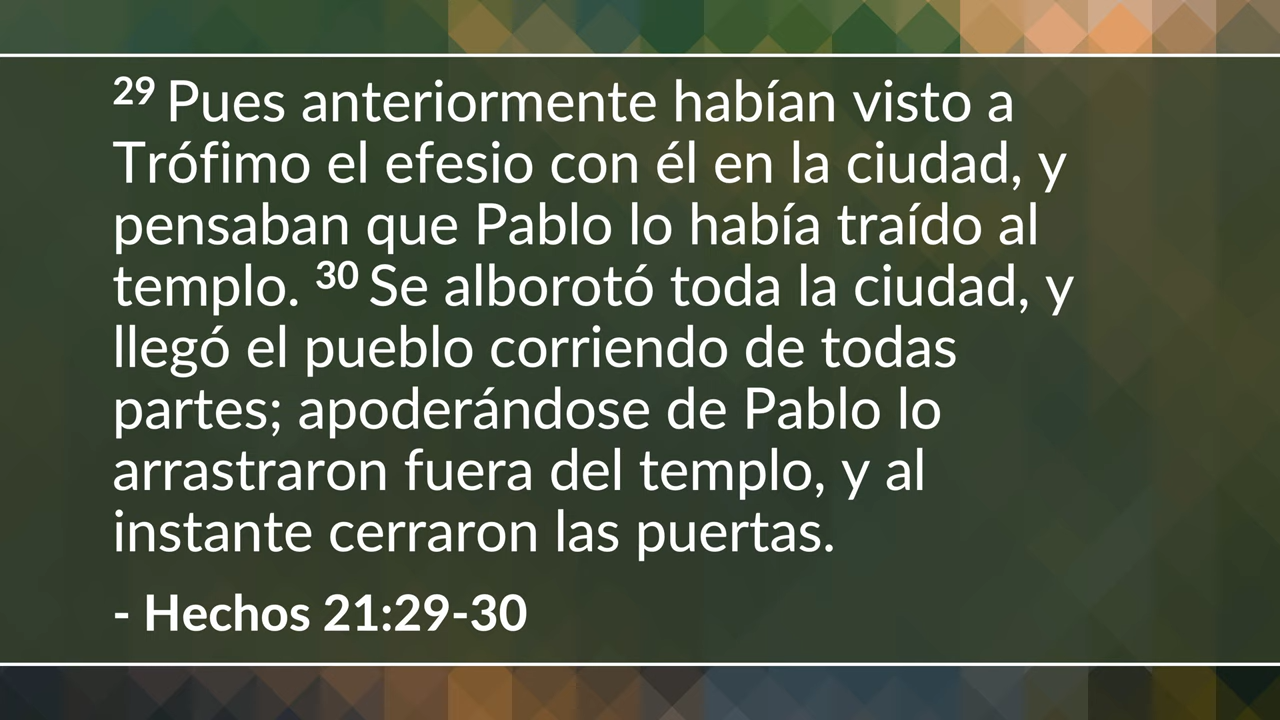 29 Pues anteriormente habían visto a
Trófimo el efesio con él en la ciudad, y
pensaban que Pablo lo había traído al
templo. 30 Se alborotó toda la ciudad, y
llegó el pueblo corriendo de todas
partes; apoderándose de Pablo lo
arrastraron fuera del templo, y al
instante cerraron las puertas.
- Hechos 21:29-30